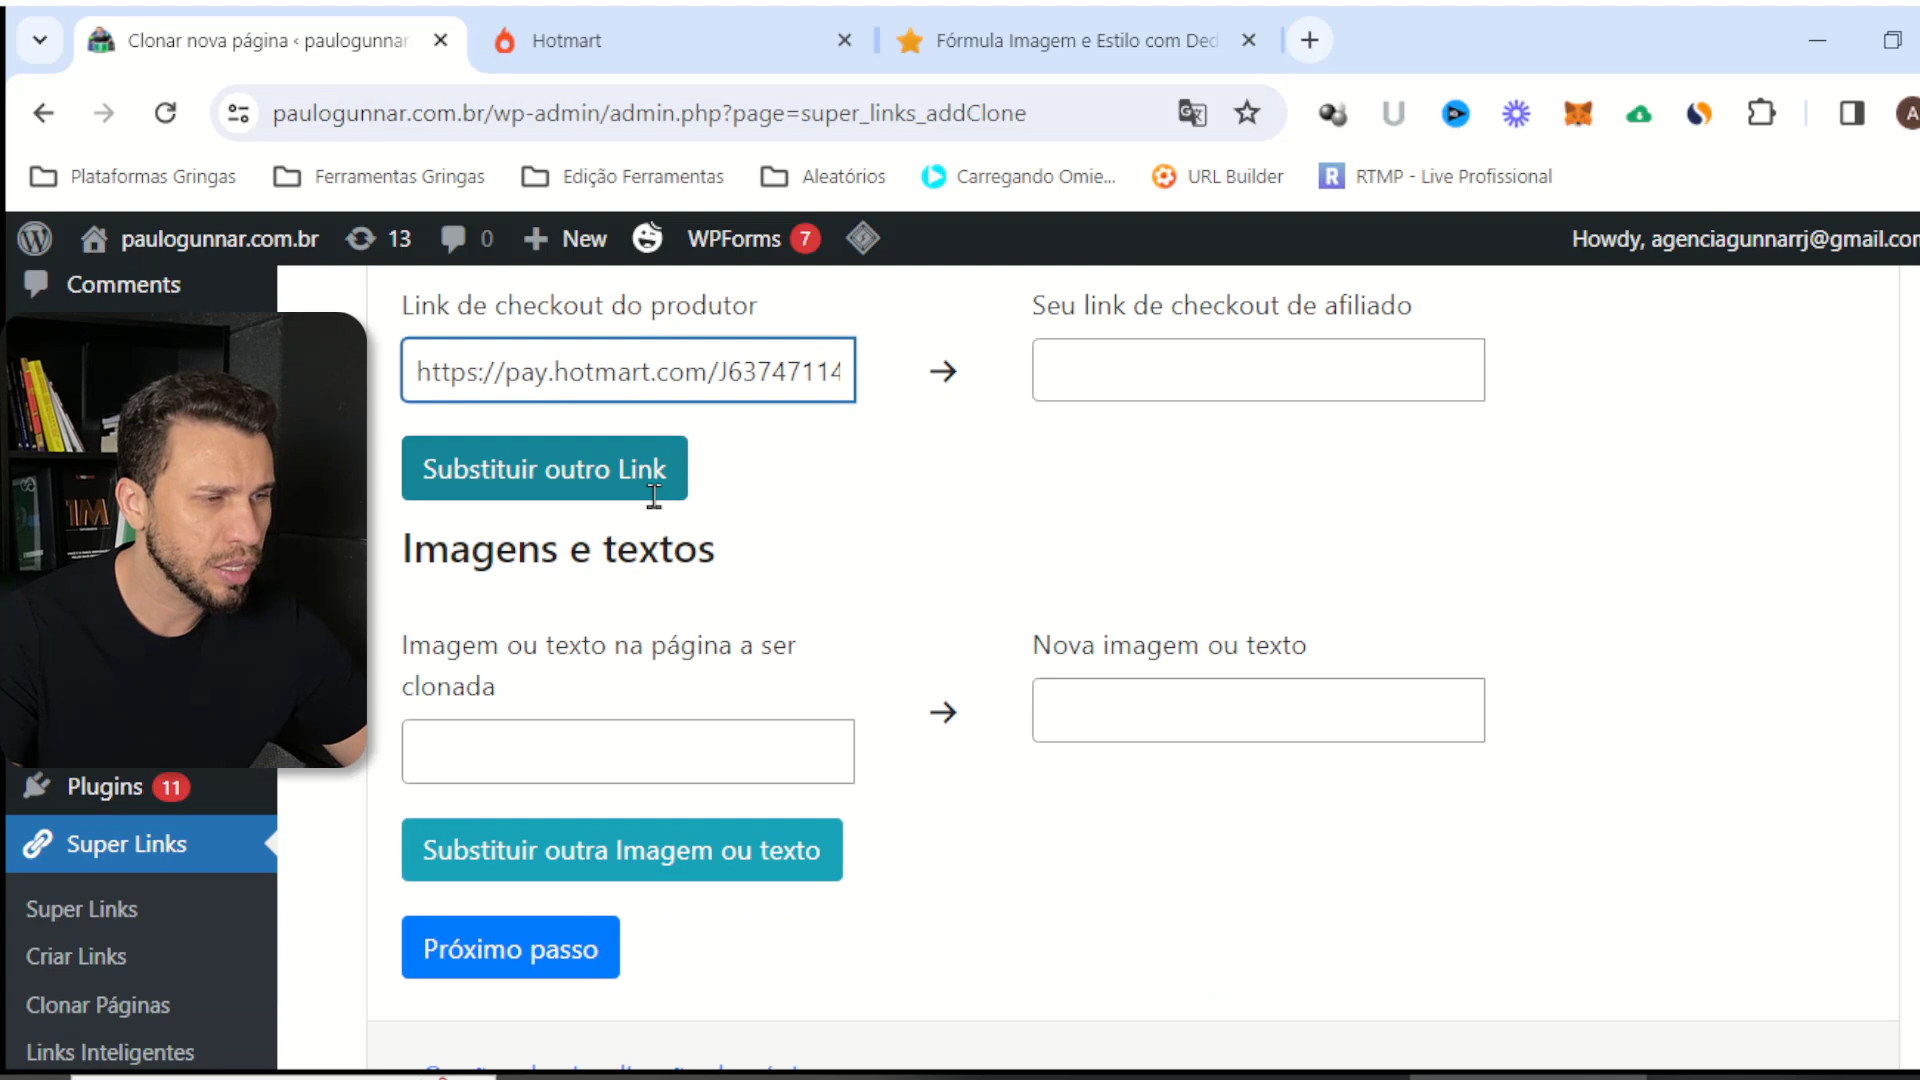 Clonar nova página ‹ paulogunnar.
Hotmart
Fórmula Imagem e Estilo com Ded
paulogunnar.com.br/wp-admin/admin.php?page=super_links_addClone
A
Plataformas Gringas
Ferramentas Gringas
Edição Ferramentas
Aleatórios
Carregando Omie...
URL Builder
R RTMP - Live Profissional
paulogunnar.com.br
13
0
New
WPForms 7
Howdy, agenciagunnarrj@gmail.com
Comments
Link de checkout do produtor
Seu link de checkout de afiliado
https://pay.hotmart.com/J63747114
Substituir outro Link
1M
Imagens e textos
Imagem ou texto na página a ser
clonada
Nova imagem ou texto
Plugins 11
Substituir outra Imagem ou texto
Super Links
Super Links
Próximo passo
Criar Links
Clonar Páginas
Links Inteligentes